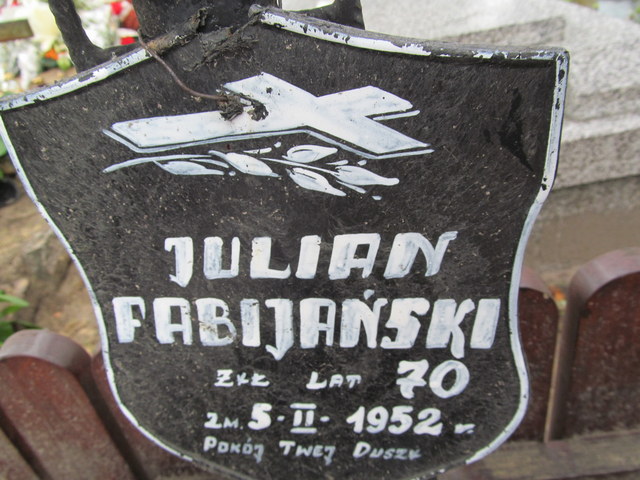 JULIAN
FABIJAŃSKI
ŻYŁ LAT 70
ZM. 5·II·1952 r.
POKÓJ TWEJ DUSZY